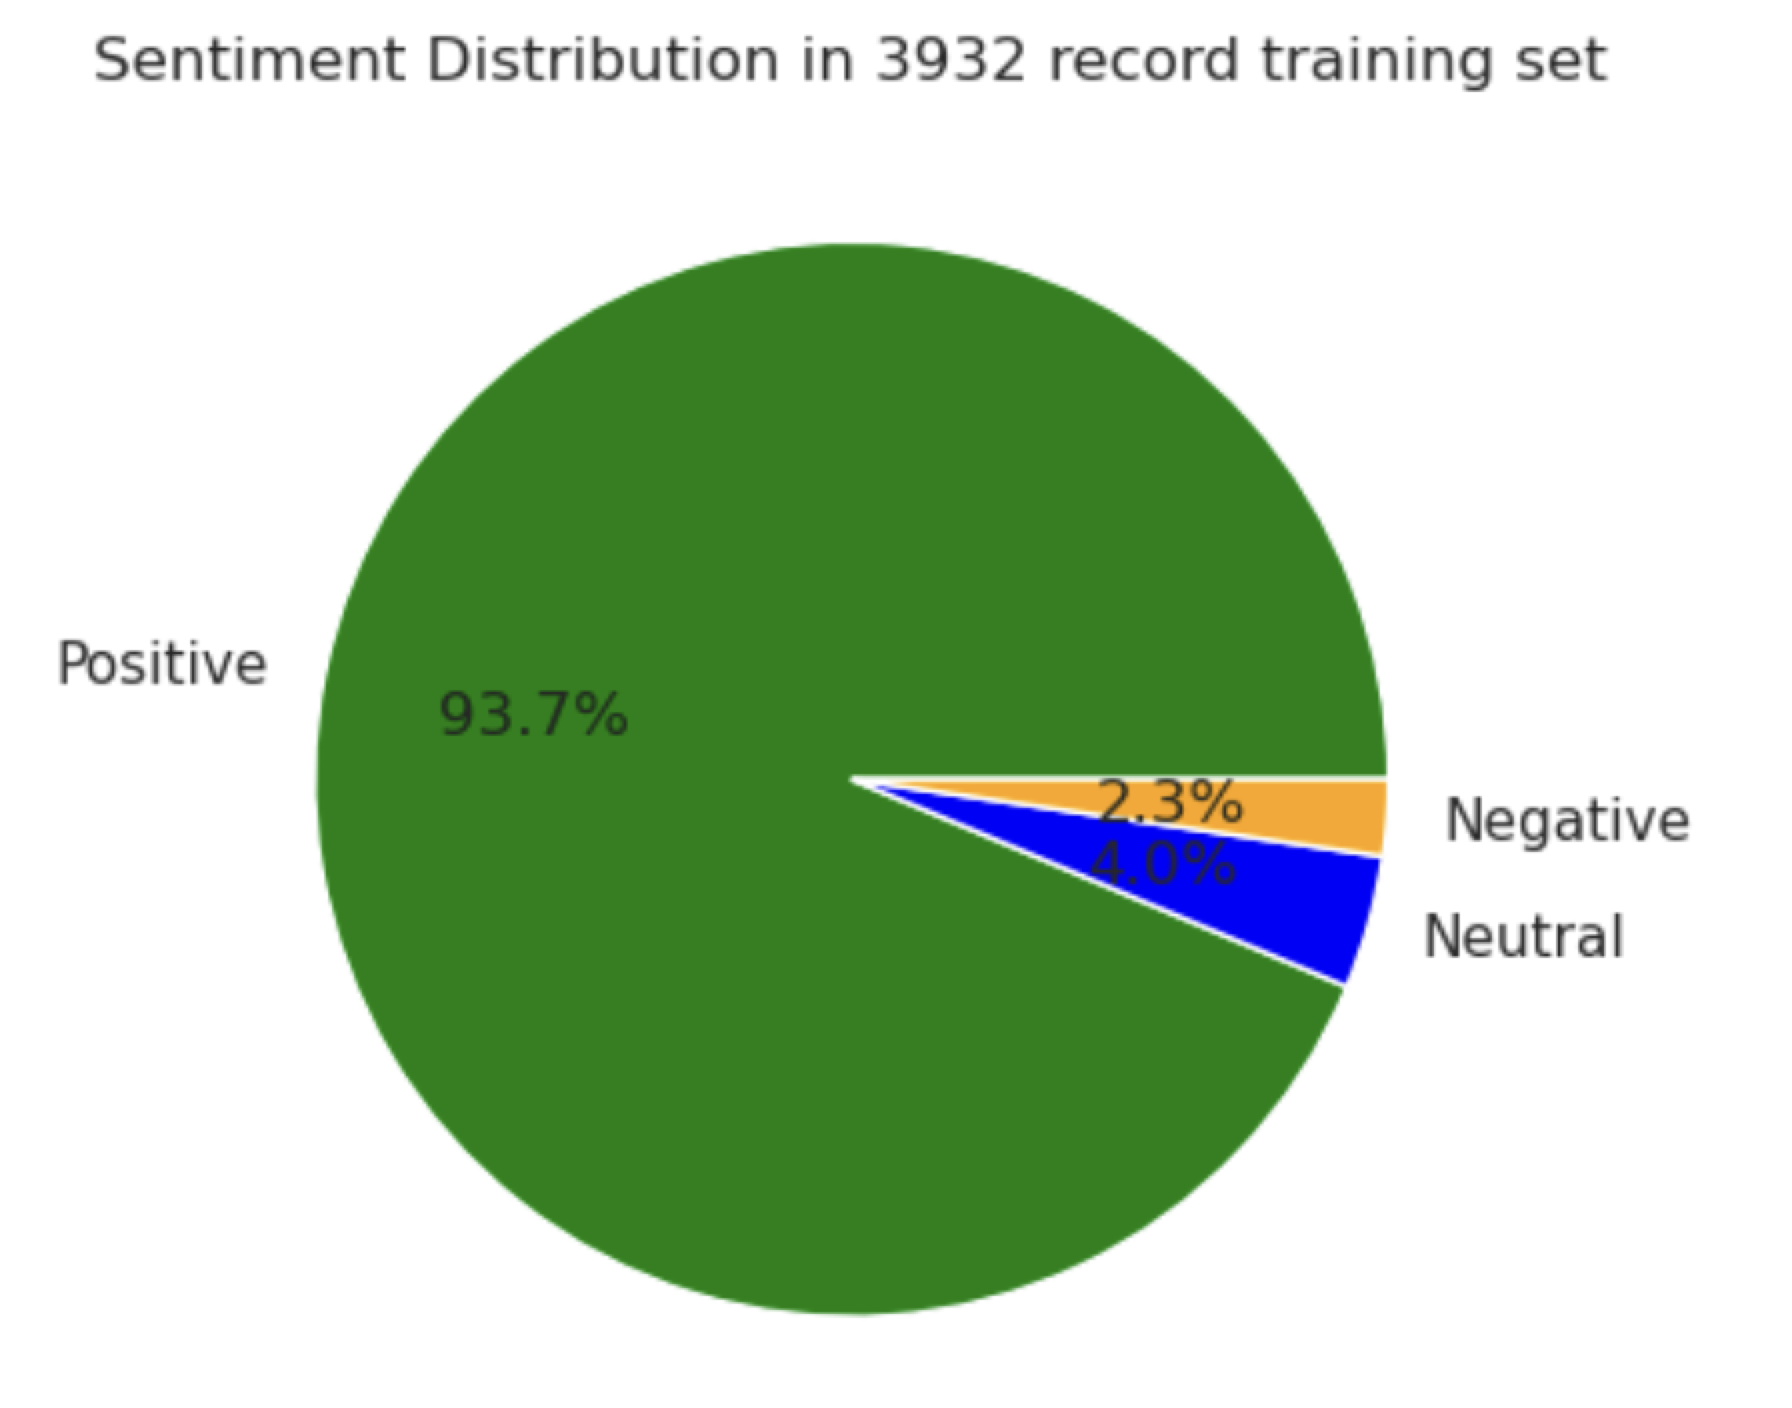 Sentiment Distribution in 3932 record training set
Positive
93.7%
2.3%
Negative
4.0%
Neutral